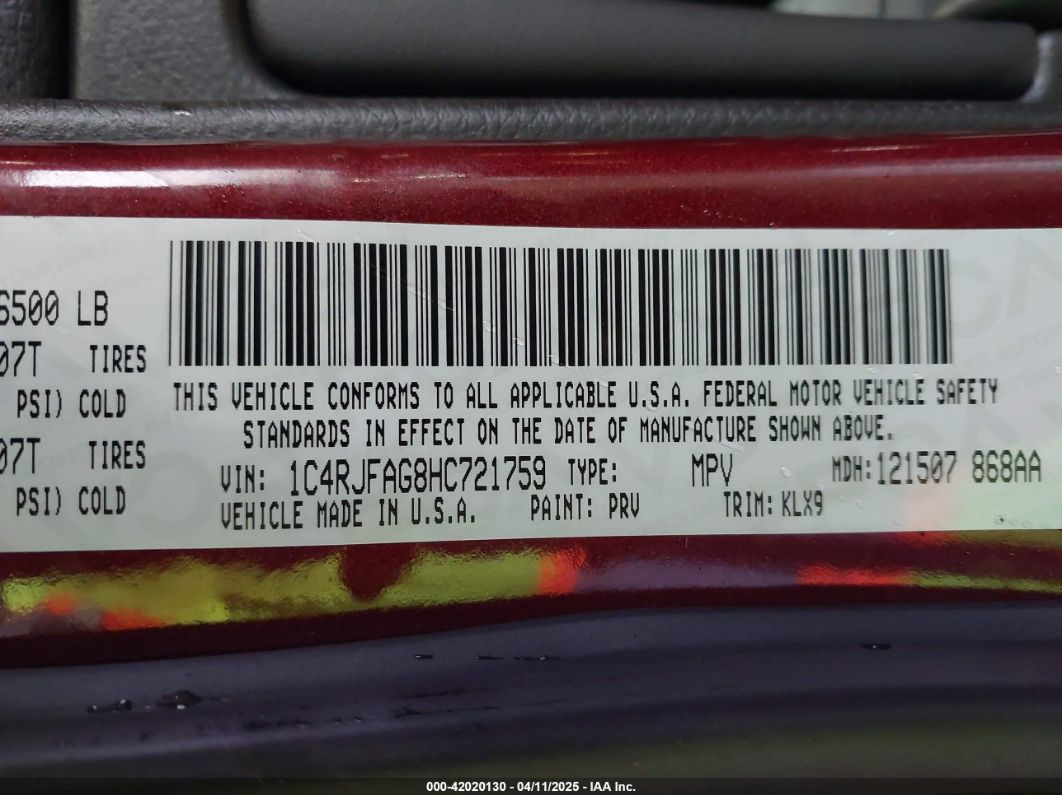 6500 LB
07T TIRES
PSI) COLD
07T TIRES
PSI) COLD
THIS VEHICLE CONFORMS TO ALL APPLICABLE U.S.A. FEDERAL MOTOR VEHICLE SAFETY
STANDARDS IN EFFECT ON THE DATE OF MANUFACTURE SHOWN ABOVE.
VIN: 1C4RJFAG8HC721759 TYPE: MPV MDH:121507 868AA
VEHICLE MADE IN U.S.A. PAINT: PRV TRIM: KLX9
000-42020130 - 04/11/2025 - IAA Inc.